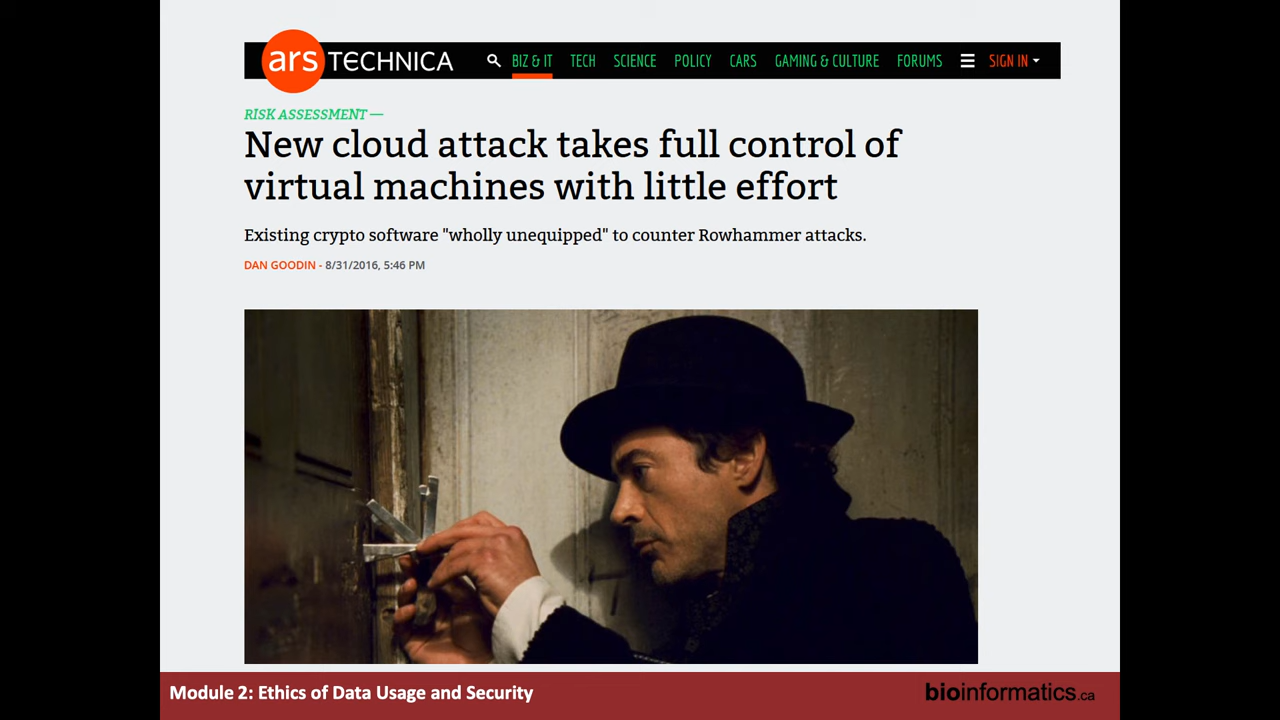 ars TECHNICA BIZ & IT TECH SCIENCE POLICY CARS GAMING & CULTURE FORUMS SIGN IN
RISK ASSESSMENT —
New cloud attack takes full control of
virtual machines with little effort
Existing crypto software "wholly unequipped" to counter Rowhammer attacks.
DAN GOODIN - 8/31/2016, 5:46 PM
Module 2: Ethics of Data Usage and Security bioinformatics.ca